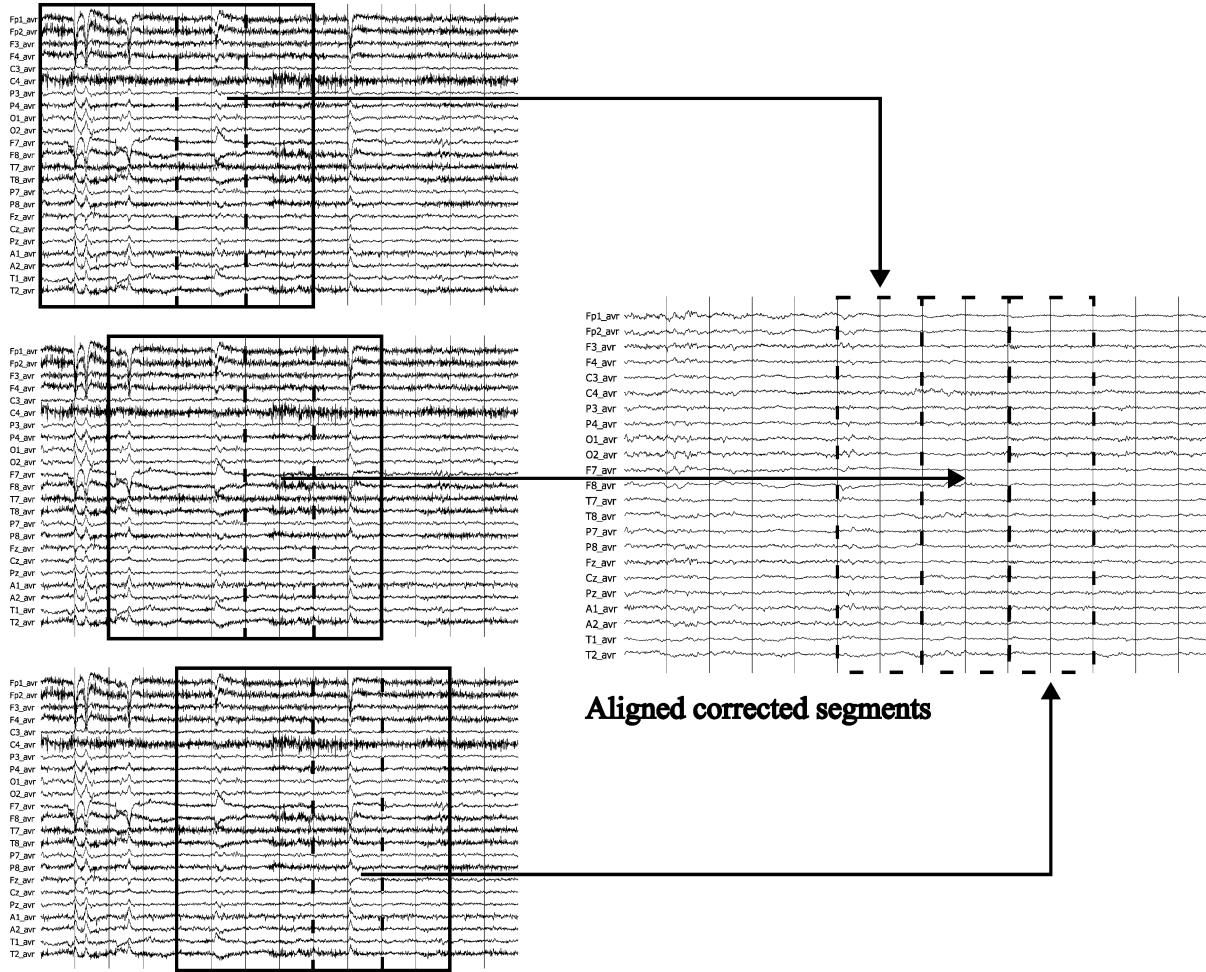 Fp1_avr
Fp2_avr
F3_avr
F4_avr
C3_avr
C4_avr
P3_avr
P4_avr
O1_avr
O2_avr
F7_avr
F8_avr
T7_avr
T8_avr
P7_avr
P8_avr
Fz_avr
Cz_avr
Pz_avr
A1_avr
A2_avr
T1_avr
T2_avr
Fp1_avr
Fp2_avr
F3_avr
F4_avr
C3_avr
C4_avr
P3_avr
P4_avr
O1_avr
O2_avr
F7_avr
F8_avr
T7_avr
T8_avr
P7_avr
P8_avr
Fz_avr
Cz_avr
Pz_avr
A1_avr
A2_avr
T1_avr
T2_avr
Fp1_avr
Fp2_avr
F3_avr
F4_avr
C3_avr
C4_avr
P3_avr
P4_avr
O1_avr
O2_avr
F7_avr
F8_avr
T7_avr
T8_avr
P7_avr
P8_avr
Fz_avr
Cz_avr
Pz_avr
A1_avr
A2_avr
T1_avr
T2_avr
Fp1_avr
Fp2_avr
F3_avr
F4_avr
C3_avr
C4_avr
P3_avr
P4_avr
O1_avr
O2_avr
F7_avr
F8_avr
T7_avr
T8_avr
P7_avr
P8_avr
Fz_avr
Cz_avr
Pz_avr
A1_avr
A2_avr
T1_avr
T2_avr
Aligned corrected segments